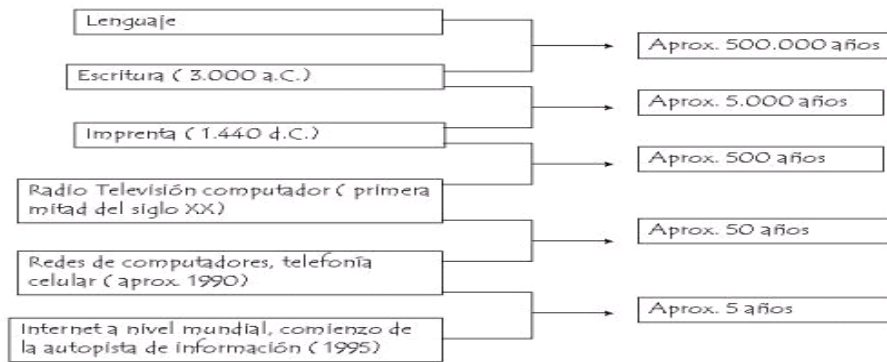 Lenguaje
Aprox. 500.000 años
Escritura ( 3.000 a.C.)
Aprox. 5.000 años
Imprenta ( 1.440 d.C.)
Aprox. 500 años
Radio Televisión computador ( primera
mitad del siglo XX)
Aprox. 50 años
Redes de computadores, telefonía
celular ( aprox. 1990)
Aprox. 5 años
Internet a nivel mundial, comienzo de
la autopista de información ( 1995)